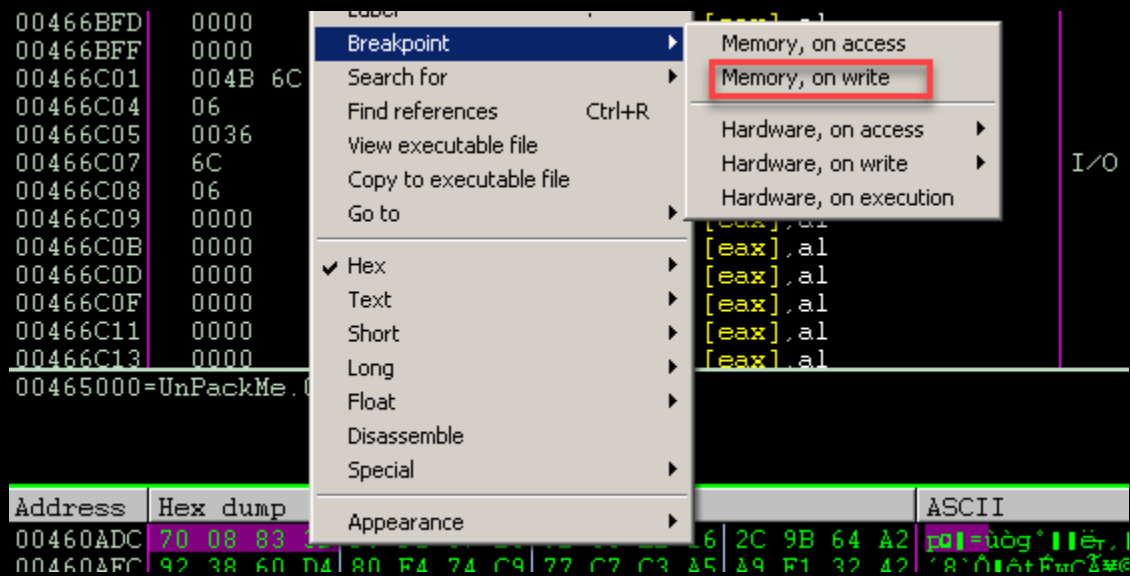 00466BFD 0000 [eax],al
00466BFF 0000 Breakpoint Memory, on access
00466C01 004B 6C Search for Memory, on write
00466C04 06 Find references Ctrl+R
00466C05 0036 View executable file Hardware, on access
00466C07 6C Copy to executable file Hardware, on write I/O
00466C08 06 Go to Hardware, on execution
00466C09 0000 [eax],al
00466C0B 0000 Hex [eax],al
00466C0D 0000 [eax],al
00466C0F 0000 Text [eax],al
00466C11 0000 Short [eax],al
00466C13 0000 Long [eax],al
00465000=UnPackMe.
Float
Disassemble
Special
Address Hex dump ASCII
Appearance
00460ADC 70 08 83 2C 9B 64 A2
00460AFC 92 38 60 D4 80 F4 74 C9 77 C7 C3 A5 A9 F1 32 42